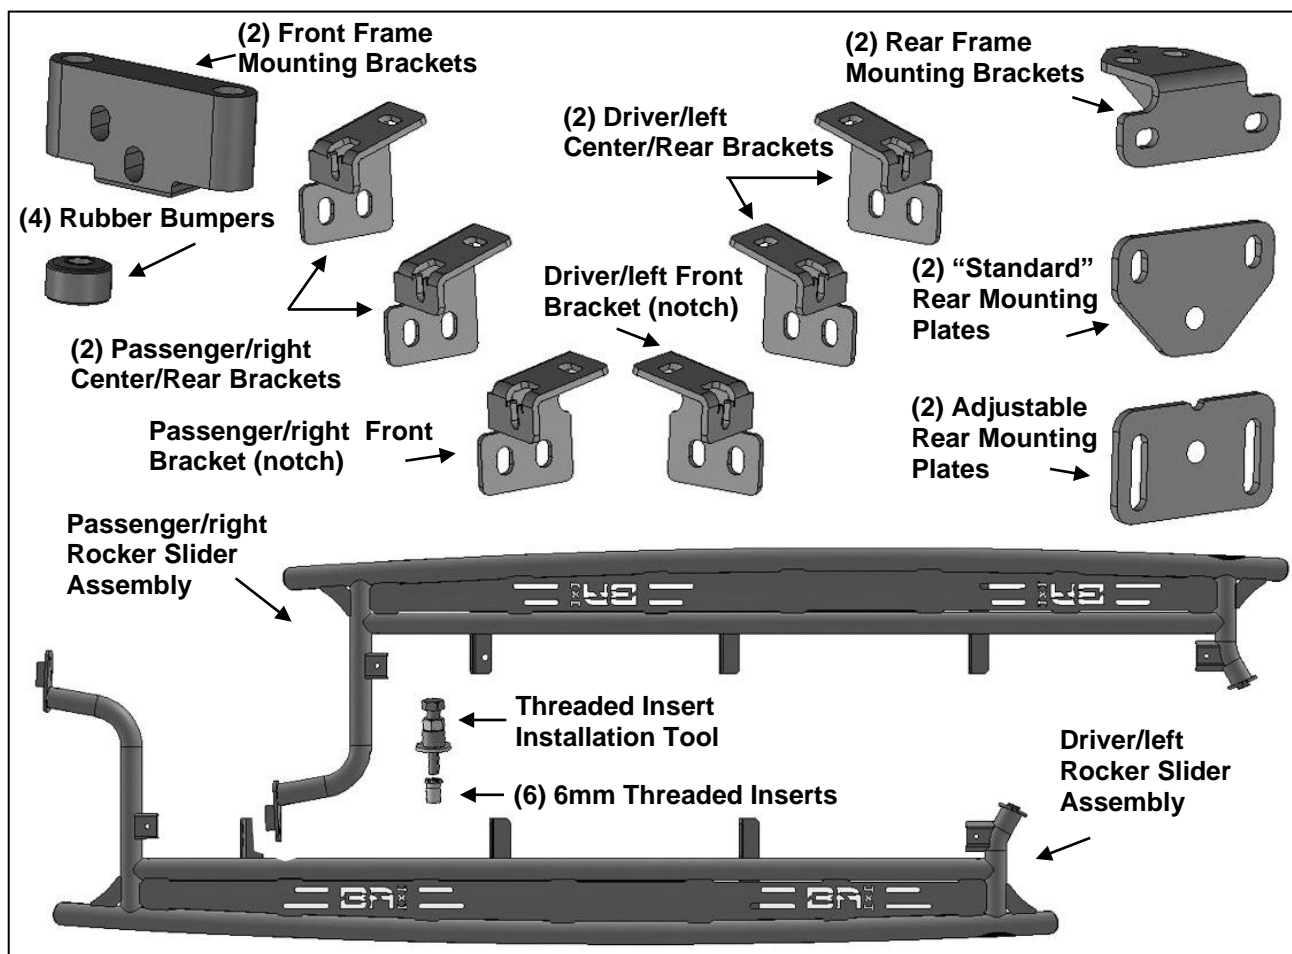 (2) Front Frame
Mounting Brackets
(2) Rear Frame
Mounting Brackets
(2) Driver/left
Center/Rear Brackets
(4) Rubber Bumpers
(2) “Standard”
Rear Mounting
Plates
Driver/left Front
Bracket (notch)
(2) Passenger/right
Center/Rear Brackets
(2) Adjustable
Rear Mounting
Plates
Passenger/right Front
Bracket (notch)
Passenger/right
Rocker Slider
Assembly
Threaded Insert
Installation Tool
(6) 6mm Threaded Inserts
Driver/left
Rocker Slider
Assembly